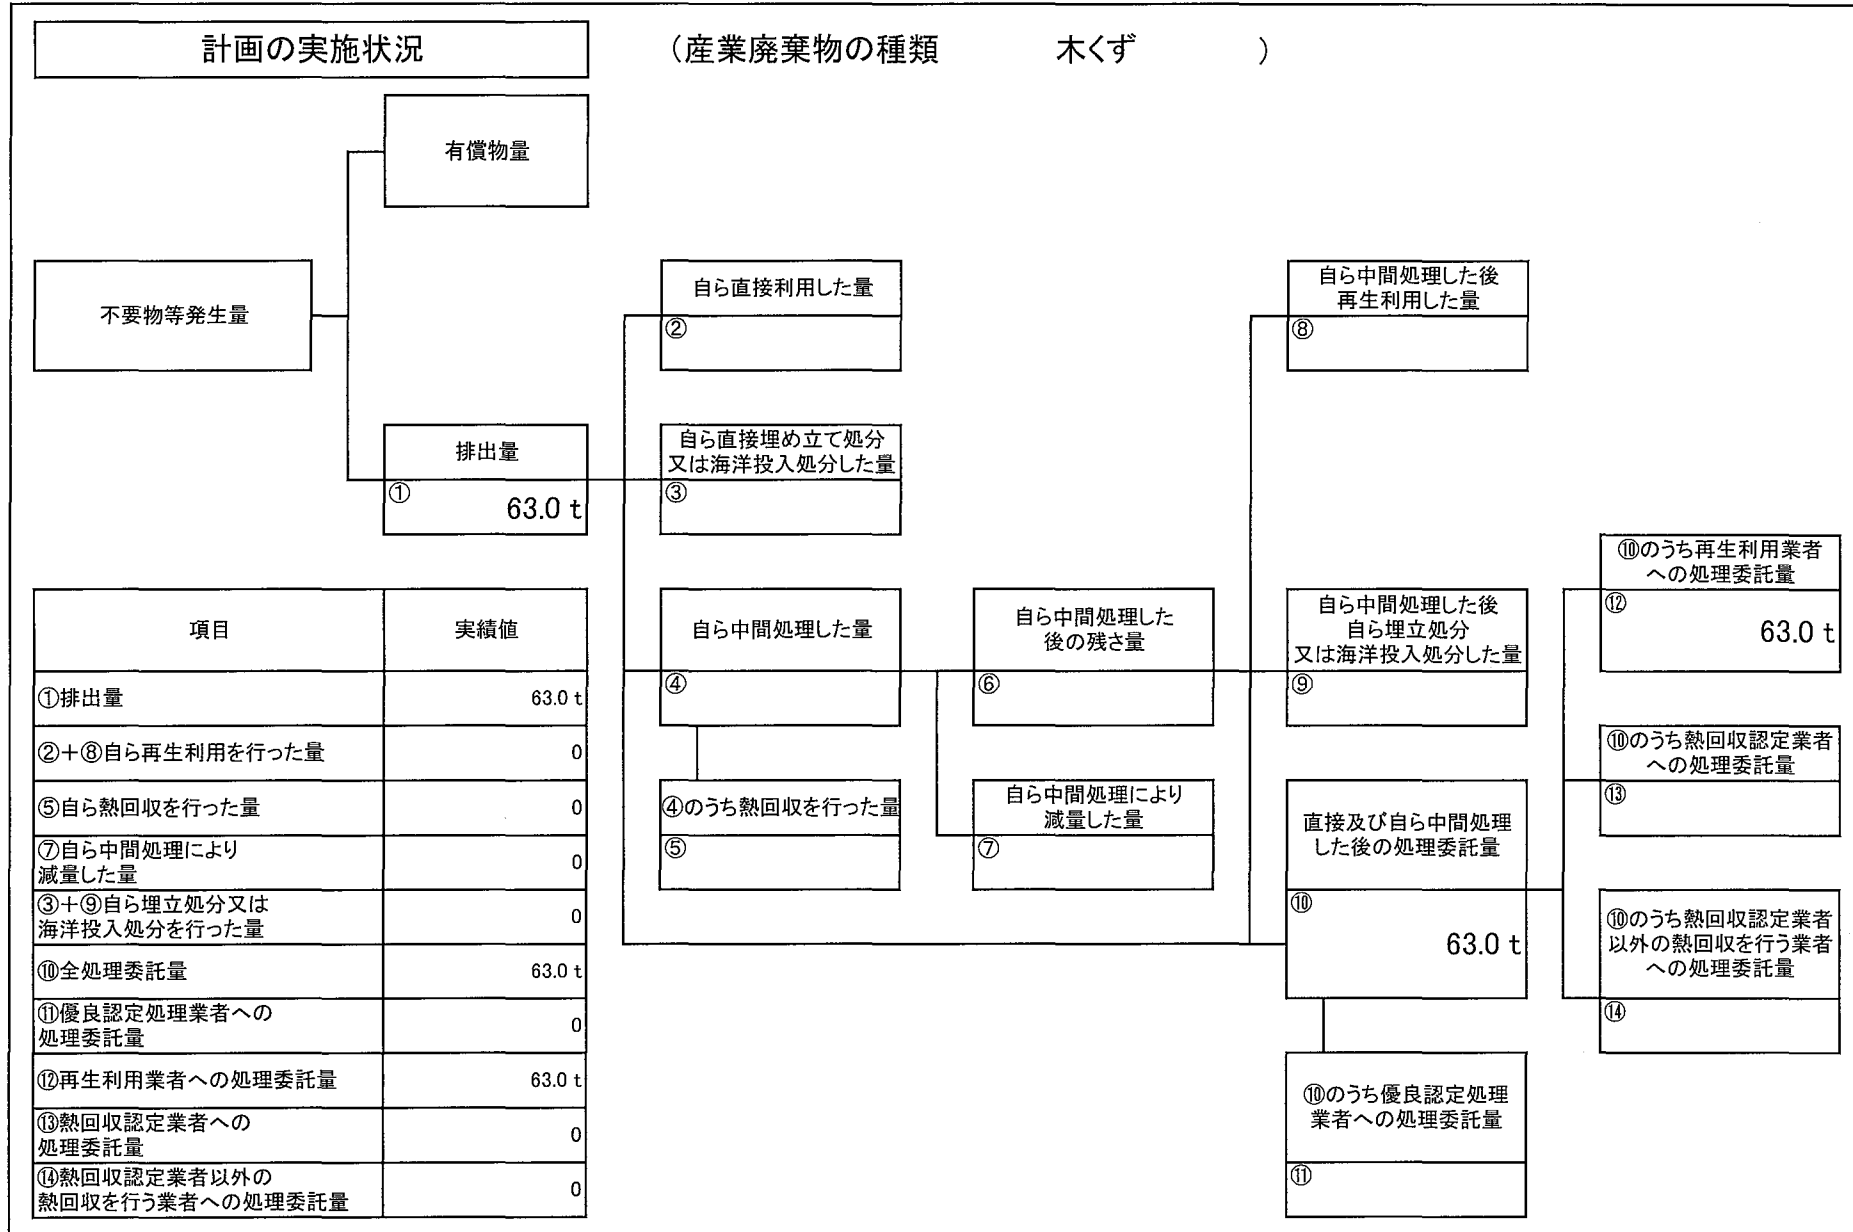 計画の実施状況
（産業廃棄物の種類 木くず ）
有償物量
不要物等発生量
排出量
①
63.0 t
自ら直接利用した量
②
自ら直接埋め立て処分
又は海洋投入処分した量
③
自ら中間処理した量
④
④のうち熱回収を行った量
⑤
自ら中間処理した
後の残さ量
⑥
自ら中間処理により
減量した量
⑦
自ら中間処理した後
再生利用した量
⑧
自ら中間処理した後
自ら埋立処分
又は海洋投入処分した量
⑨
直接及び自ら中間処理
した後の処理委託量
⑩
63.0 t
⑩のうち優良認定処理
業者への処理委託量
⑪
⑩のうち再生利用業者
への処理委託量
⑫
63.0 t
⑩のうち熱回収認定業者
への処理委託量
⑬
⑩のうち熱回収認定業者
以外の熱回収を行う業者
への処理委託量
⑭
項目 実績値
①排出量 63.0 t
②＋⑧自ら再生利用を行った量 0
⑤自ら熱回収を行った量 0
⑦自ら中間処理により
減量した量 0
③＋⑨自ら埋立処分又は
海洋投入処分を行った量 0
⑩全処理委託量 63.0 t
⑪優良認定処理業者への
処理委託量 0
⑫再生利用業者への処理委託量 63.0 t
⑬熱回収認定業者への
処理委託量 0
⑭熱回収認定業者以外の
熱回収を行う業者への処理委託量 0